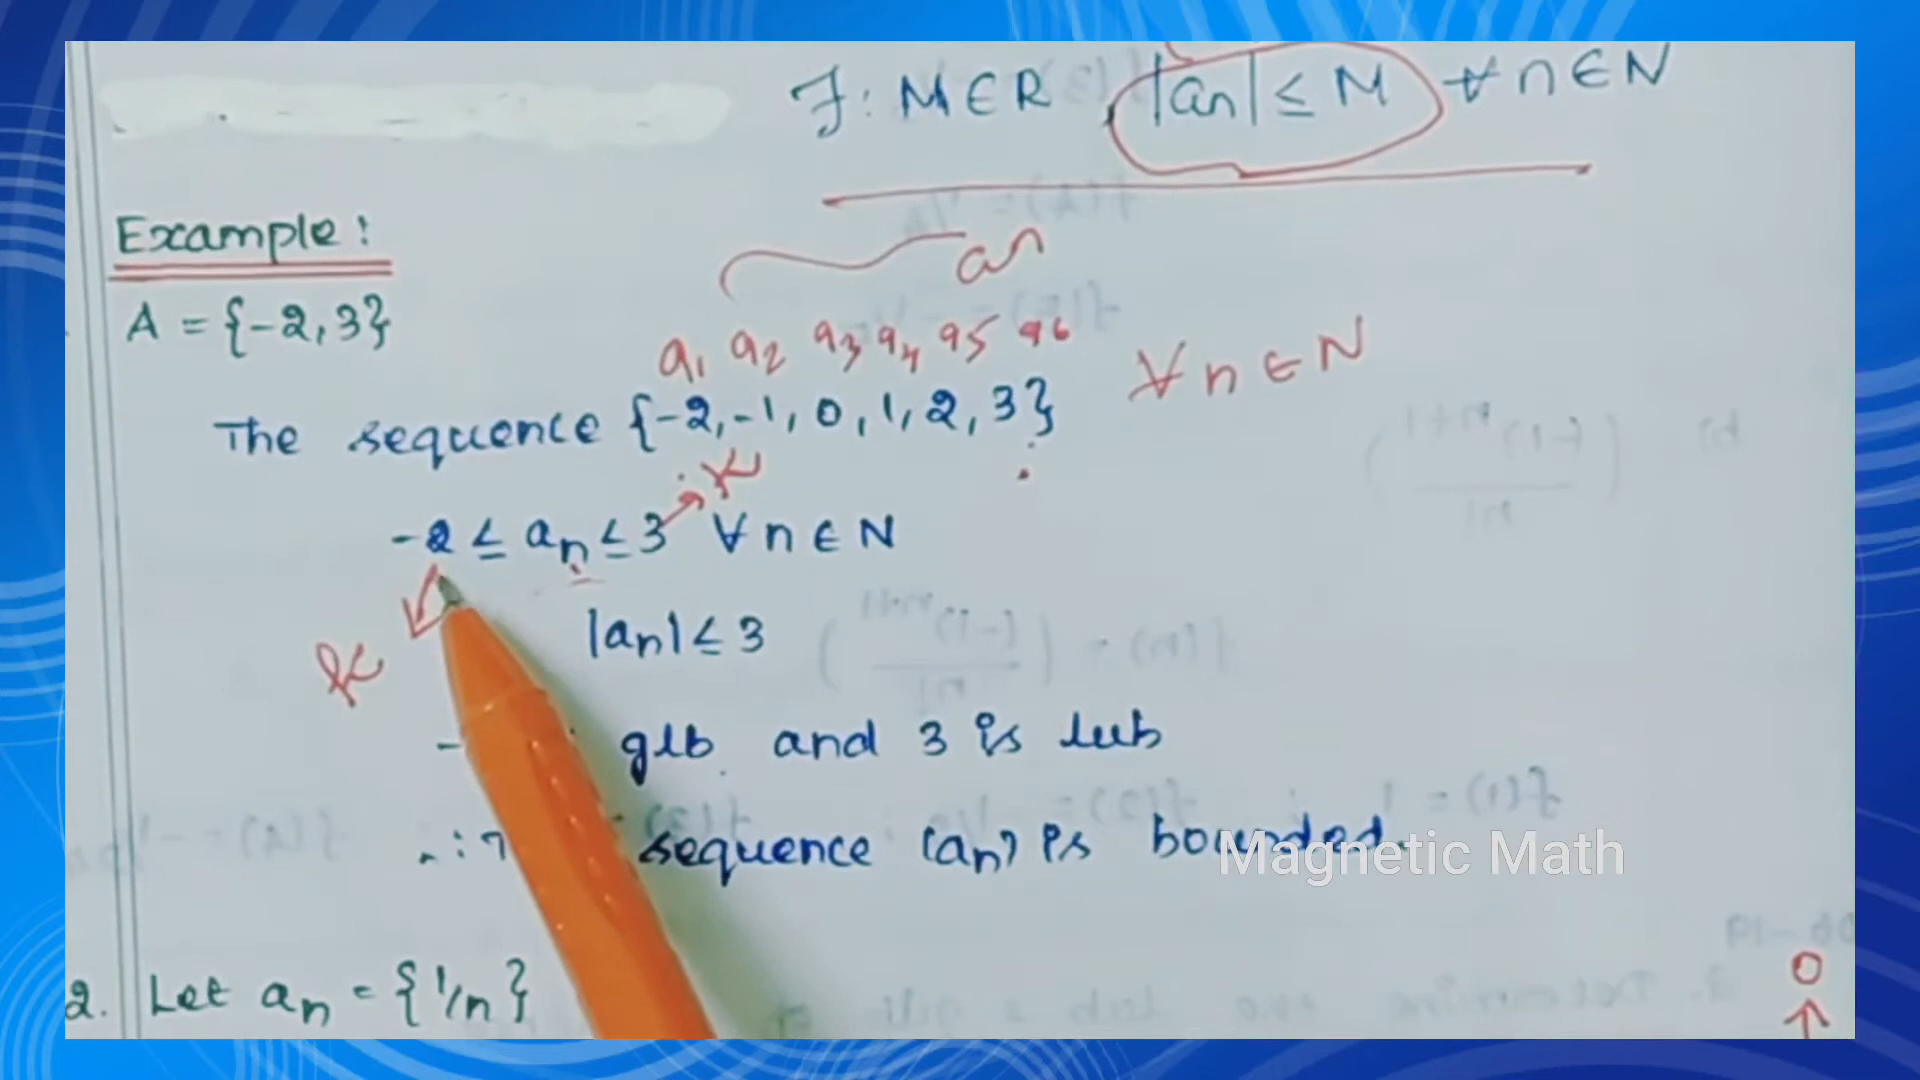 ∃: M ∈ R |an| ≤ M ∀ n ∈ N
Example:
an
A = {-2, 3}
a1 a2 a3 a4 a5 a6 ∀ n ∈ N
The sequence {-2, -1, 0, 1, 2, 3}
K
-2 ≤ an ≤ 3 ∀ n ∈ N
|an| ≤ 3
k
glb and 3 is lub
sequence (an) is bounded.
Magnetic Math
0
2. Let an = {1/n}
↑